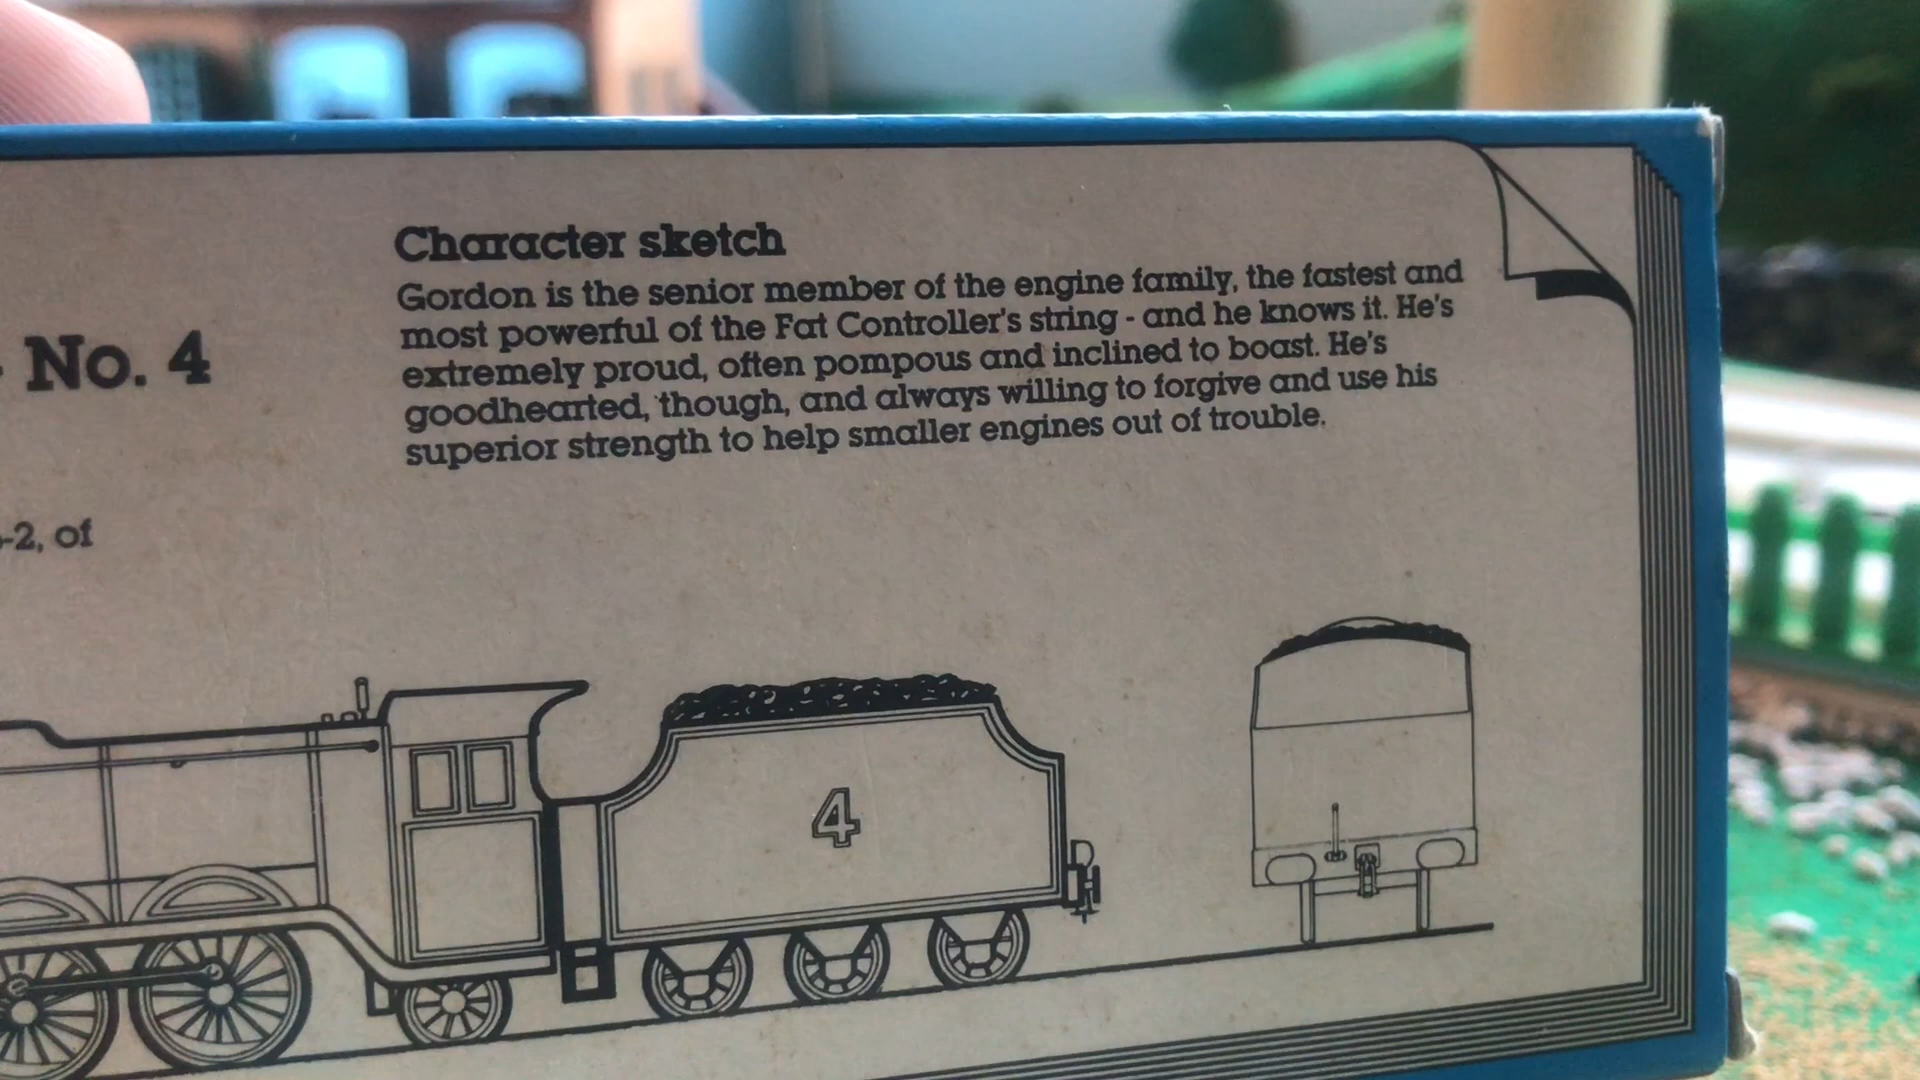 Character sketch
Gordon is the senior member of the engine family, the fastest and
most powerful of the Fat Controller's string - and he knows it. He's
extremely proud, often pompous and inclined to boast. He's
goodhearted, though, and always willing to forgive and use his
superior strength to help smaller engines out of trouble.
No. 4
-2, of
4